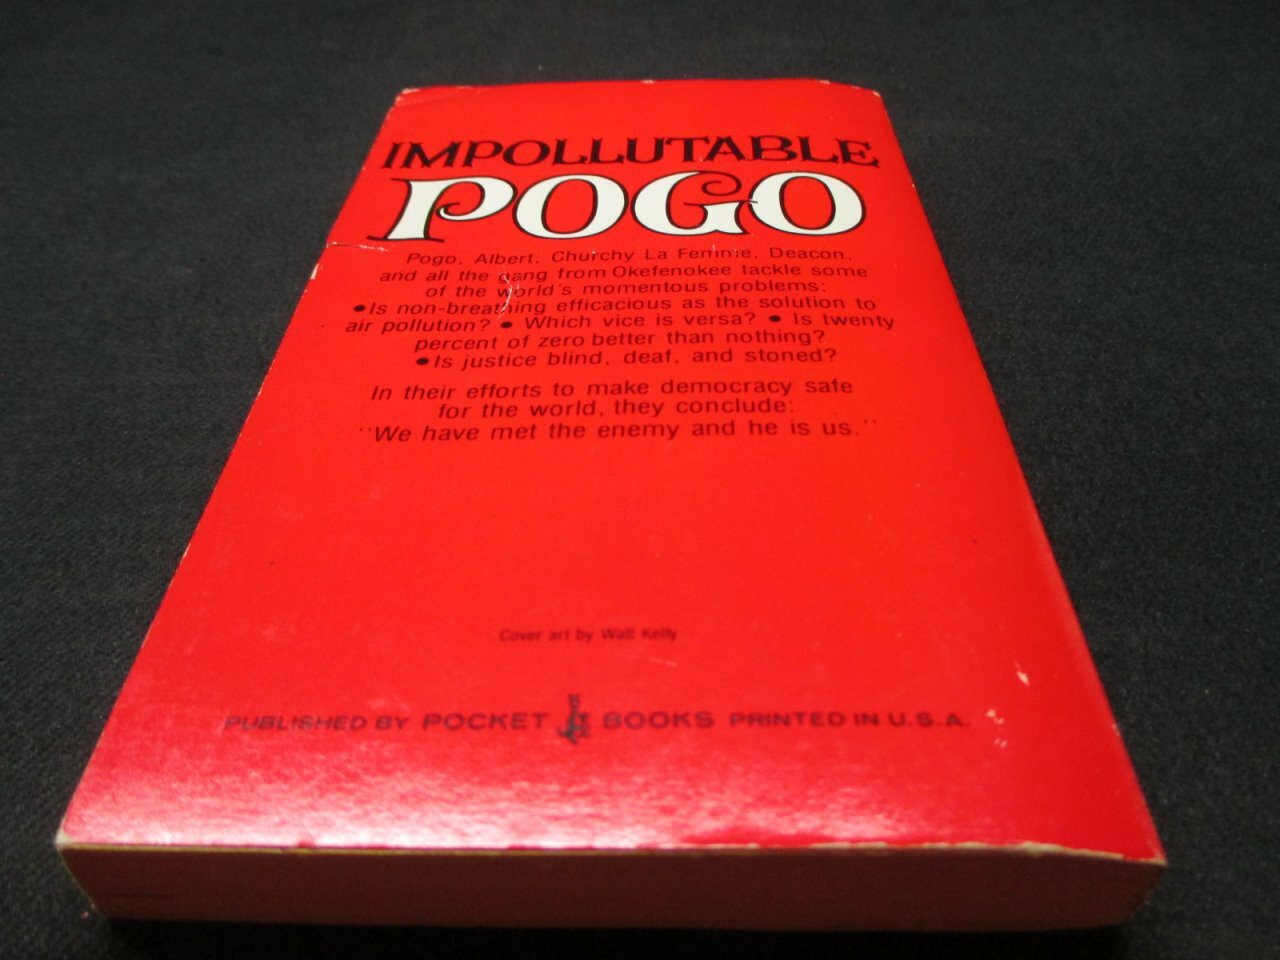 IMPOLLUTABLE
POGO
Pogo, Albert, Churchy La Femme, Deacon,
and all the gang from Okefenokee tackle some
of the world's momentous problems:
•Is non-breathing efficacious as the solution to
air pollution? • Which vice is versa? • Is twenty
percent of zero better than nothing?
•Is justice blind, deaf, and stoned?
In their efforts to make democracy safe
for the world, they conclude:
"We have met the enemy and he is us."
Cover art by Walt Kelly
PUBLISHED BY POCKET BOOKS PRINTED IN U.S.A.